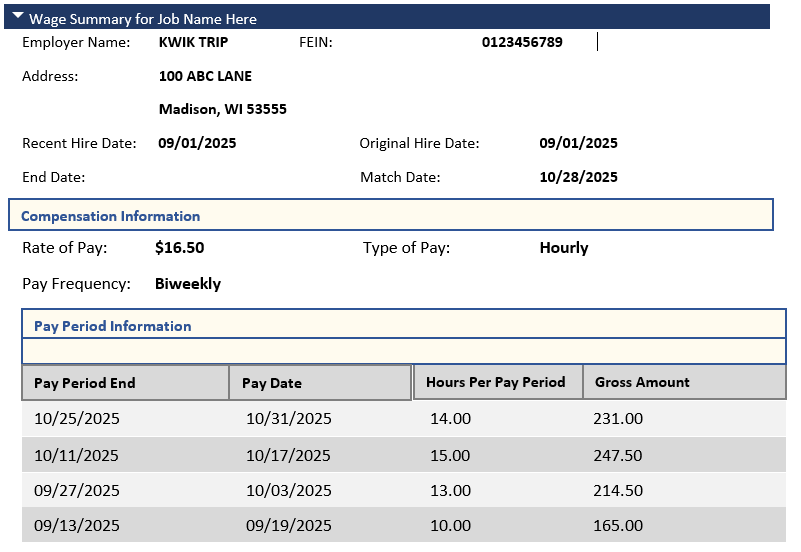 Wage Summary for Job Name Here
Employer Name: KWIK TRIP FEIN: 0123456789
Address: 100 ABC LANE
Madison, WI 53555
Recent Hire Date: 09/01/2025 Original Hire Date: 09/01/2025
End Date: Match Date: 10/28/2025
Compensation Information
Rate of Pay: $16.50 Type of Pay: Hourly
Pay Frequency: Biweekly
Pay Period Information
Pay Period End Pay Date Hours Per Pay Period Gross Amount
10/25/2025 10/31/2025 14.00 231.00
10/11/2025 10/17/2025 15.00 247.50
09/27/2025 10/03/2025 13.00 214.50
09/13/2025 09/19/2025 10.00 165.00